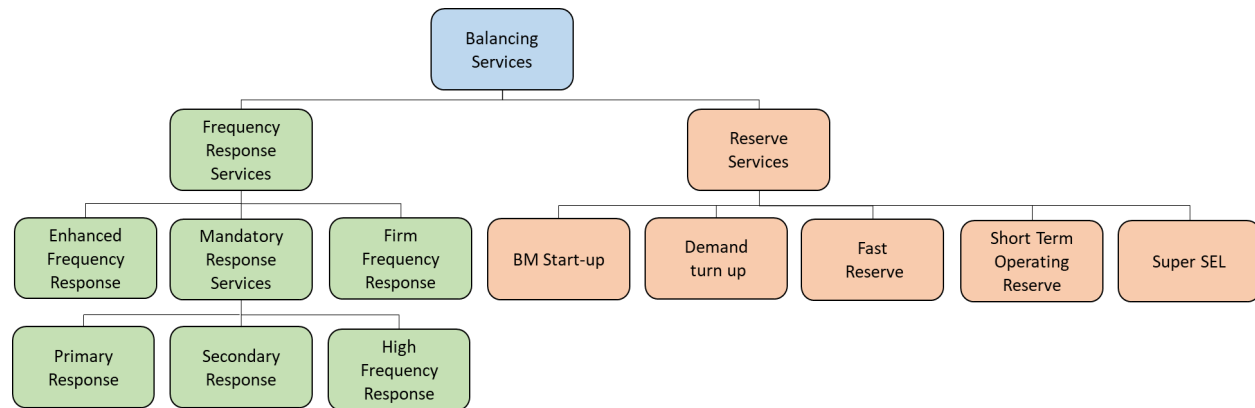 Balancing
Services
Frequency
Response
Services
Reserve
Services
Enhanced
Frequency
Response
Mandatory
Response
Services
Firm
Frequency
Response
BM Start-up
Demand
turn up
Fast
Reserve
Short Term
Operating
Reserve
Super SEL
Primary
Response
Secondary
Response
High
Frequency
Response